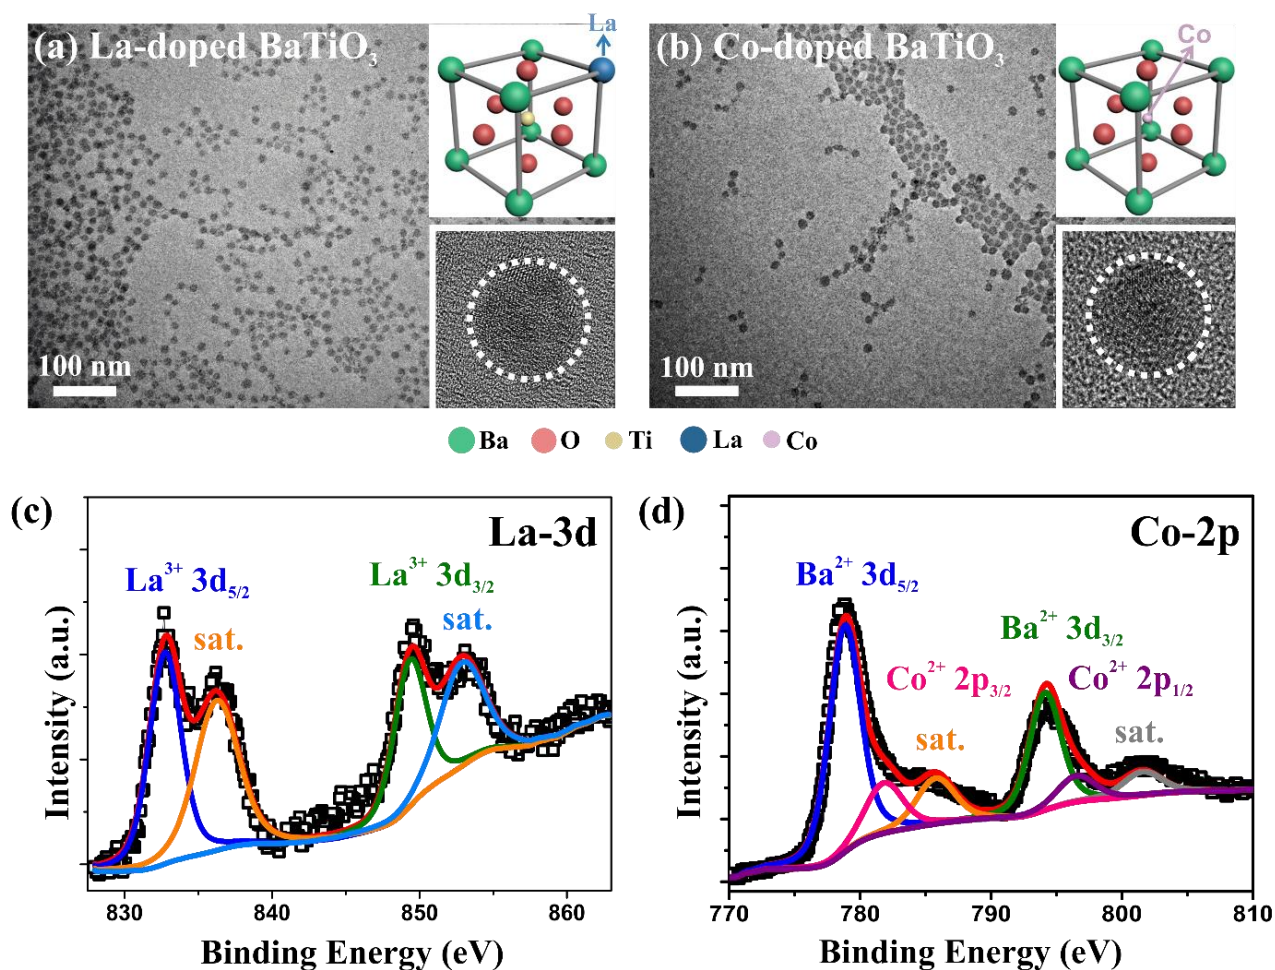 (a) La-doped BaTiO₃
La
100 nm
(b) Co-doped BaTiO₃
Co
100 nm
Ba O Ti La Co
(c)
La-3d
La³⁺ 3d₅/₂
sat.
La³⁺ 3d₃/₂
sat.
Intensity (a.u.)
830 840 850 860
Binding Energy (eV)
(d)
Co-2p
Ba²⁺ 3d₅/₂
Ba²⁺ 3d₃/₂
Co²⁺ 2p₃/₂
Co²⁺ 2p₁/₂
sat.
sat.
Intensity (a.u.)
770 780 790 800 810
Binding Energy (eV)